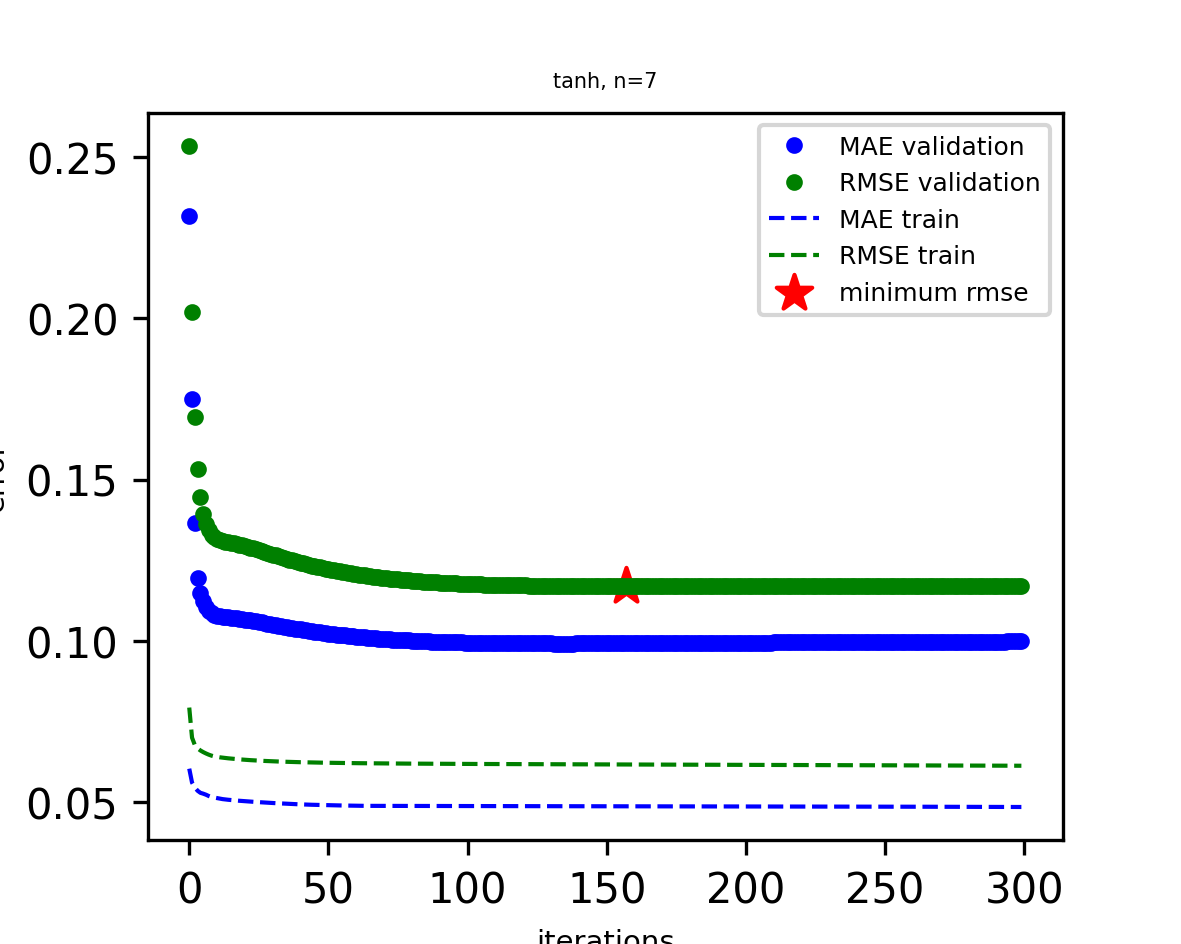 tanh, n=7
0.25
0.20
0.15
0.10
0.05
MAE validation
RMSE validation
MAE train
RMSE train
minimum rmse
0 50 100 150 200 250 300
iterations